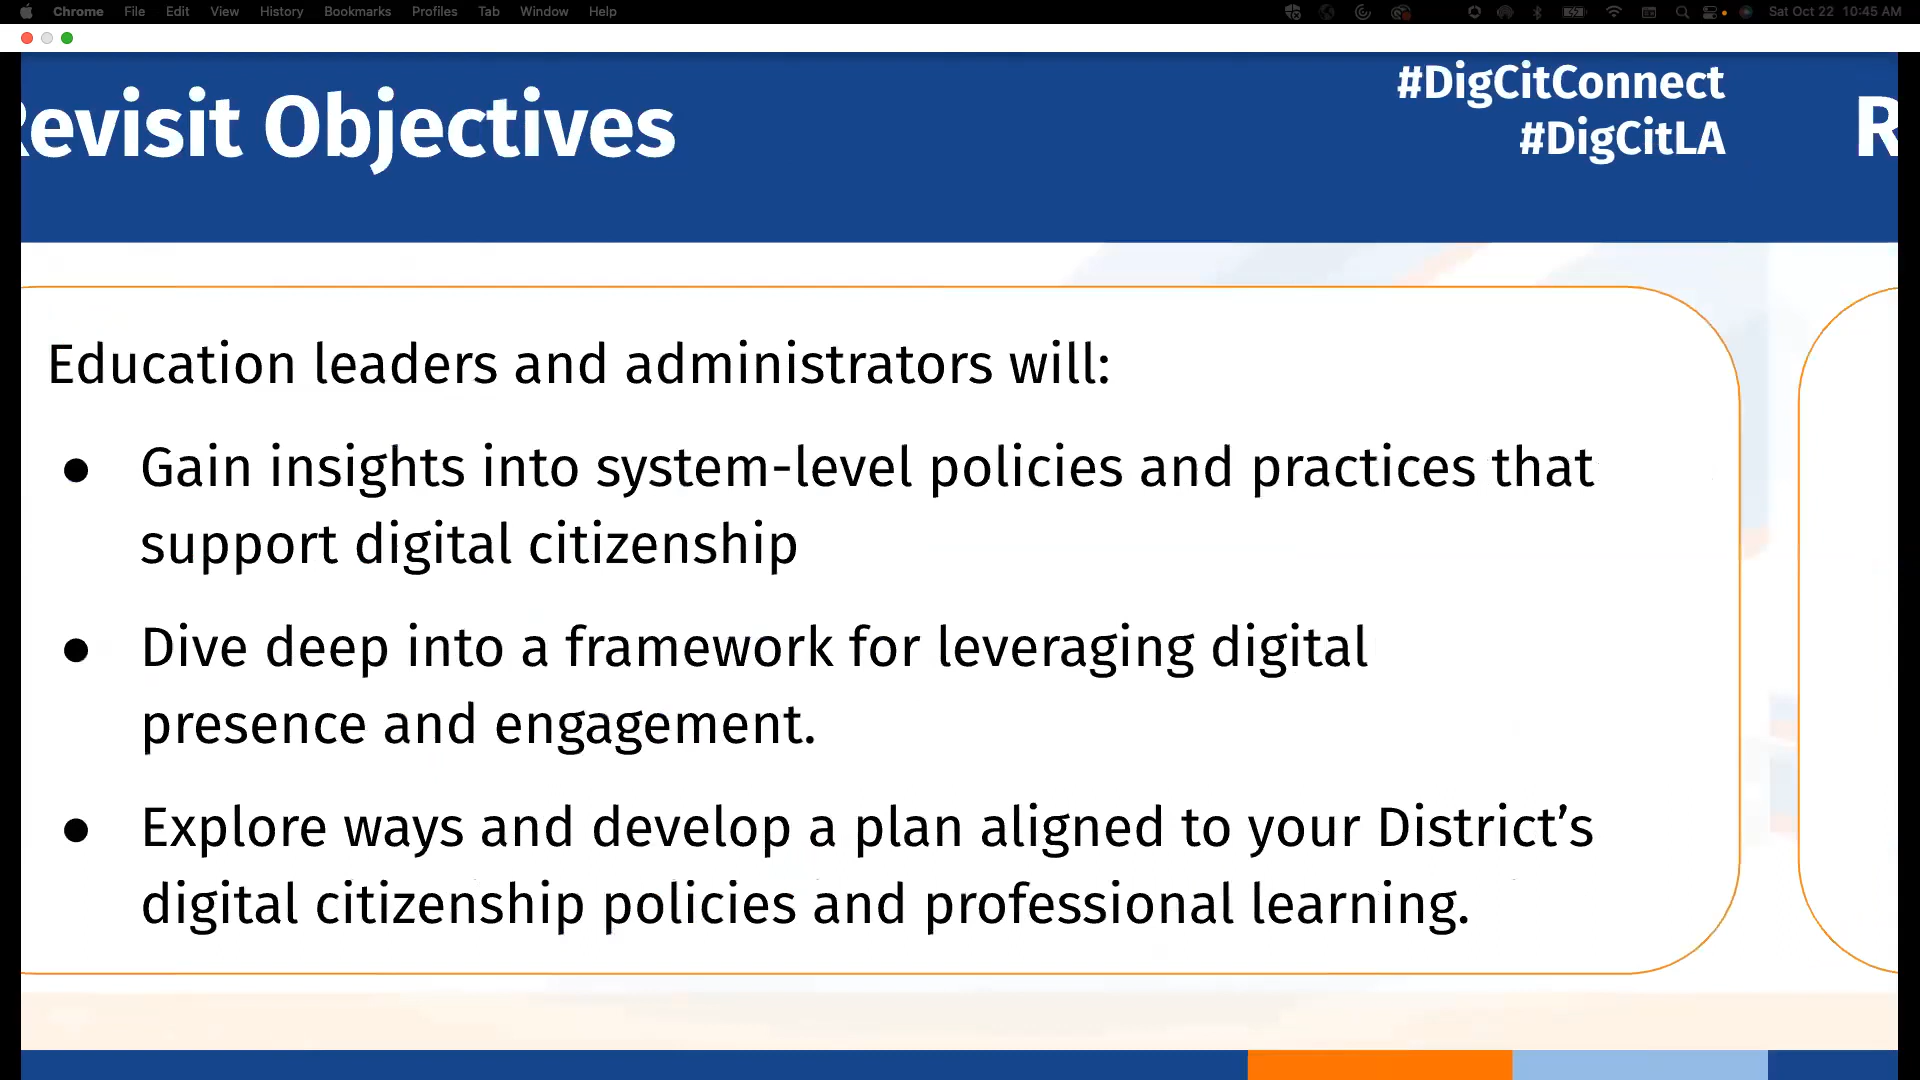 Chrome File Edit View History Bookmarks Profiles Tab Window Help Sat Oct 22 10:45 AM
#DigCitConnect
Revisit Objectives
#DigCitLA
R
Education leaders and administrators will:
● Gain insights into system-level policies and practices that
support digital citizenship
● Dive deep into a framework for leveraging digital
presence and engagement.
● Explore ways and develop a plan aligned to your District’s
digital citizenship policies and professional learning.